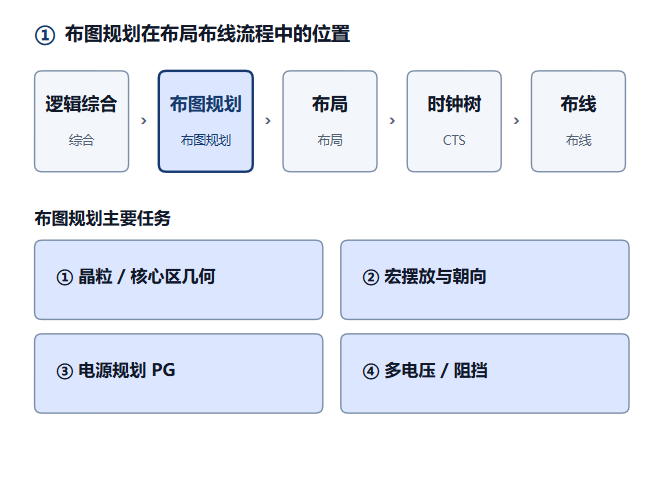 ① 布图规划在布局布线流程中的位置
逻辑综合 › 布图规划 › 布局 › 时钟树 › 布线
综合 布图规划 布局 CTS 布线
布图规划主要任务
① 晶粒 / 核心区几何
② 宏摆放与朝向
③ 电源规划 PG
④ 多电压 / 阻挡